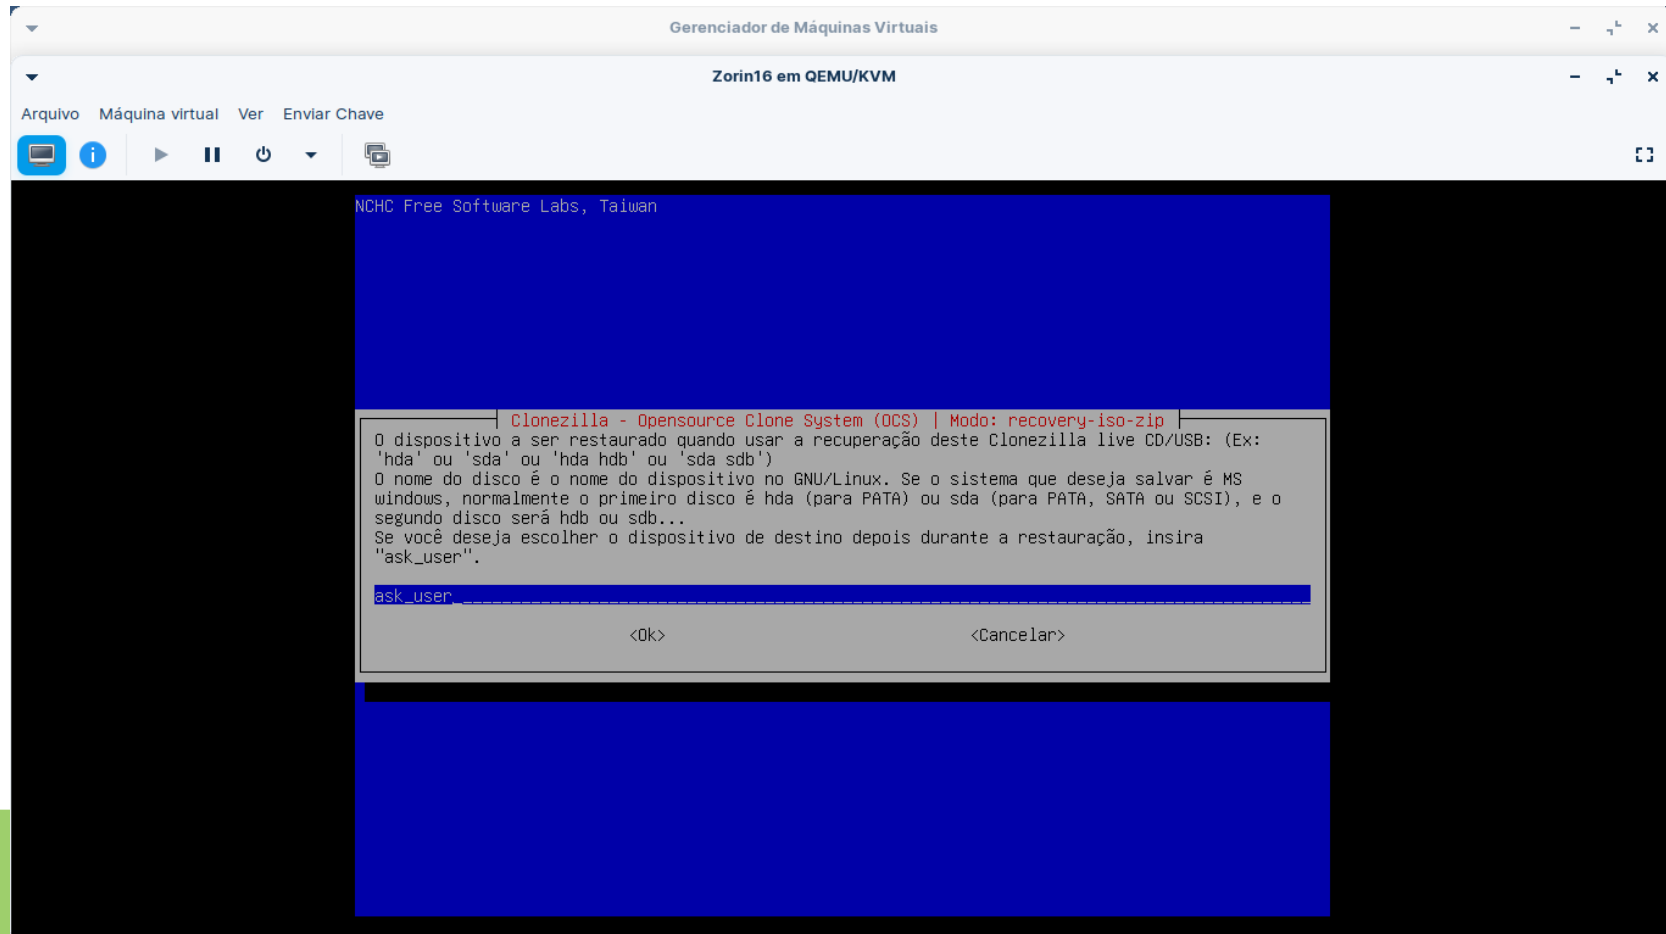 Gerenciador de Máquinas Virtuais
Zorin16 em QEMU/KVM
Arquivo Máquina virtual Ver Enviar Chave
NCHC Free Software Labs, Taiwan
Clonezilla - Opensource Clone System (OCS) | Modo: recovery-iso-zip
O dispositivo a ser restaurado quando usar a recuperação deste Clonezilla live CD/USB: (Ex:
'hda' ou 'sda' ou 'hda hdb' ou 'sda sdb')
O nome do disco é o nome do dispositivo no GNU/Linux. Se o sistema que deseja salvar é MS
windows, normalmente o primeiro disco é hda (para PATA) ou sda (para PATA, SATA ou SCSI), e o
segundo disco será hdb ou sdb...
Se você deseja escolher o dispositivo de destino depois durante a restauração, insira
"ask_user".
ask_user
<Ok> <Cancelar>